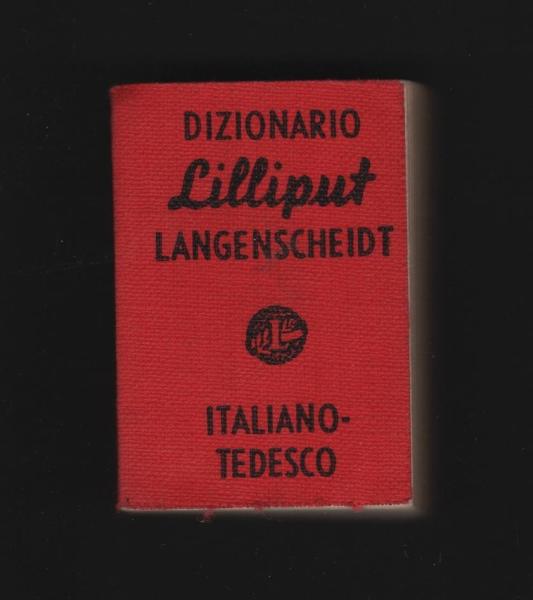 DIZIONARIO
Lilliput
LANGENSCHEIDT
L
ITALIANO-
TEDESCO